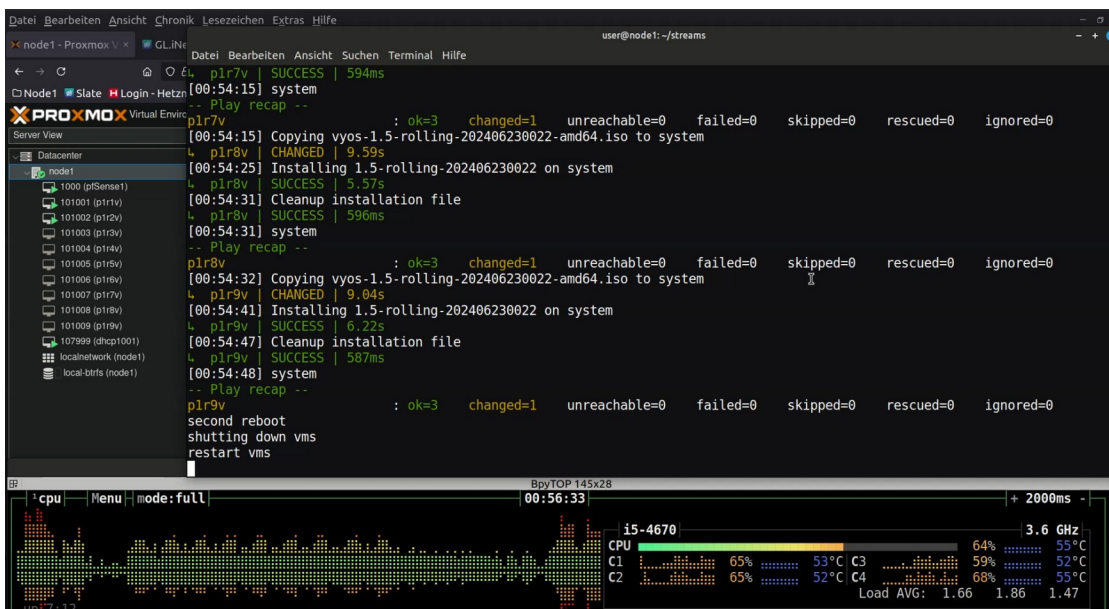 Datei Bearbeiten Ansicht Chronik Lesezeichen Extras Hilfe
node1 - Proxmox V
GL.iNe
user@node1: ~/streams
Datei Bearbeiten Ansicht Suchen Terminal Hilfe
Node1 Slate Login - Hetzn
PROXMOX Virtual Enviro
Server View
Datacenter
node1
1000 (pfSense1)
101001 (p1r1v)
101002 (p1r2v)
101003 (p1r3v)
101004 (p1r4v)
101005 (p1r5v)
101006 (p1r6v)
101007 (p1r7v)
101008 (p1r8v)
101009 (p1r9v)
107999 (dhcp1001)
localnetwork (node1)
local-btrfs (node1)
↳ p1r7v | SUCCESS | 594ms
[00:54:15] system
-- Play recap --
p1r7v : ok=3 changed=1 unreachable=0 failed=0 skipped=0 rescued=0 ignored=0
[00:54:15] Copying vyos-1.5-rolling-202406230022-amd64.iso to system
↳ p1r8v | CHANGED | 9.59s
[00:54:25] Installing 1.5-rolling-202406230022 on system
↳ p1r8v | SUCCESS | 5.57s
[00:54:31] Cleanup installation file
↳ p1r8v | SUCCESS | 596ms
[00:54:31] system
-- Play recap --
p1r8v : ok=3 changed=1 unreachable=0 failed=0 skipped=0 rescued=0 ignored=0
[00:54:32] Copying vyos-1.5-rolling-202406230022-amd64.iso to system
↳ p1r9v | CHANGED | 9.04s
[00:54:41] Installing 1.5-rolling-202406230022 on system
↳ p1r9v | SUCCESS | 6.22s
[00:54:47] Cleanup installation file
↳ p1r9v | SUCCESS | 587ms
[00:54:48] system
-- Play recap --
p1r9v : ok=3 changed=1 unreachable=0 failed=0 skipped=0 rescued=0 ignored=0
second reboot
shutting down vms
restart vms
BpyTOP 145x28
¹cpu Menu mode:full 00:56:33 + 2000ms -
i5-4670 3.6 GHz
CPU 64% 55°C
C1 65% 53°C C3 59% 52°C
C2 65% 52°C C4 68% 55°C
Load AVG: 1.66 1.86 1.47